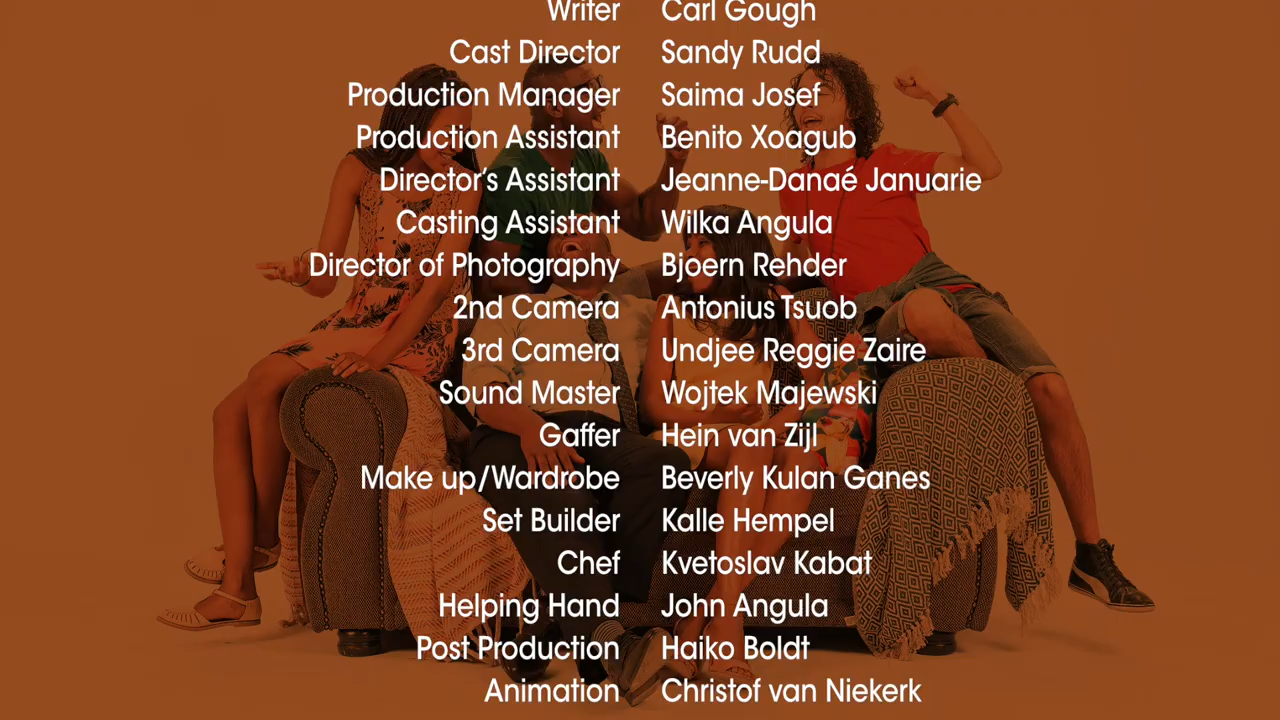 Writer Carl Gough
Cast Director Sandy Rudd
Production Manager Saima Josef
Production Assistant Benito Xoagub
Director's Assistant Jeanne-Danaé Januarie
Casting Assistant Wilka Angula
Director of Photography Bjoern Rehder
2nd Camera Antonius Tsuob
3rd Camera Undjee Reggie Zaire
Sound Master Wojtek Majewski
Gaffer Hein van Zijl
Make up/Wardrobe Beverly Kulan Ganes
Set Builder Kalle Hempel
Chef Kvetoslav Kabat
Helping Hand John Angula
Post Production Haiko Boldt
Animation Christof van Niekerk